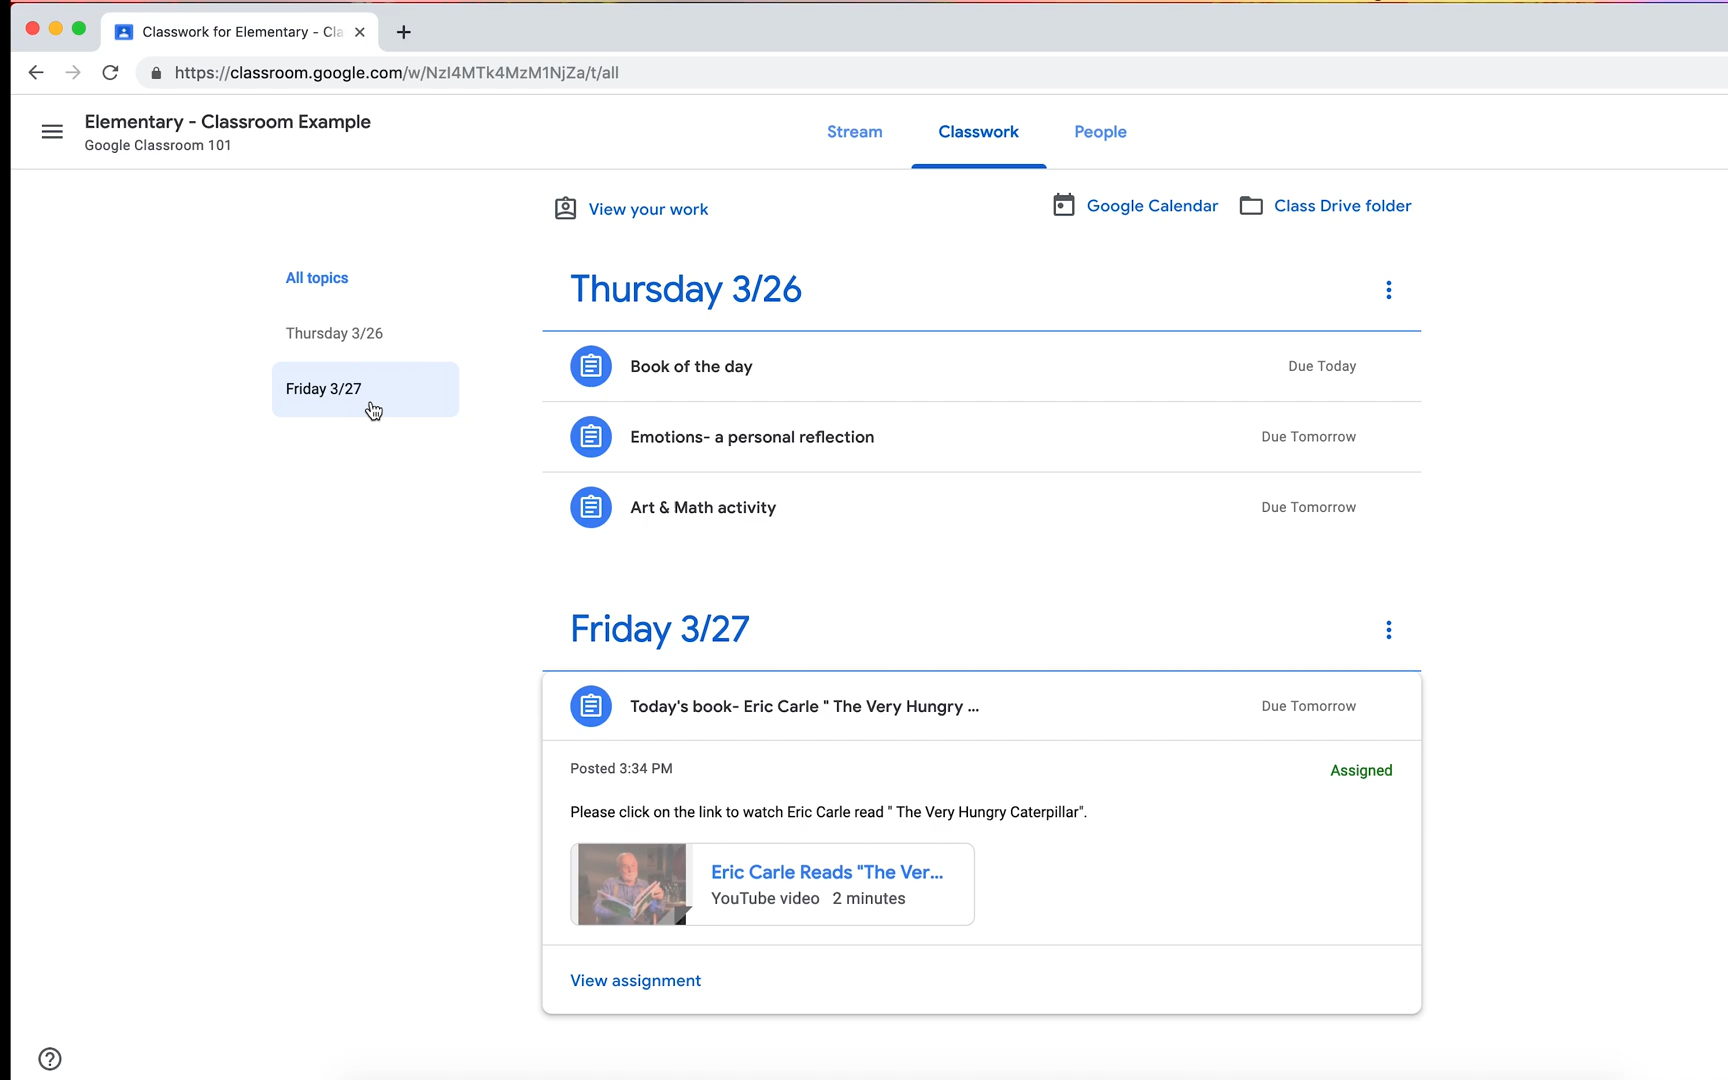 Classwork for Elementary - Cla
https://classroom.google.com/w/NzI4MTk4MzM1NjZa/t/all
Elementary - Classroom Example
Google Classroom 101
Stream
Classwork
People
View your work
Google Calendar
Class Drive folder
All topics
Thursday 3/26
Friday 3/27
Thursday 3/26
Book of the day
Due Today
Emotions- a personal reflection
Due Tomorrow
Art & Math activity
Due Tomorrow
Friday 3/27
Today's book- Eric Carle " The Very Hungry ...
Due Tomorrow
Posted 3:34 PM
Assigned
Please click on the link to watch Eric Carle read " The Very Hungry Caterpillar".
Eric Carle Reads "The Ver...
YouTube video 2 minutes
View assignment